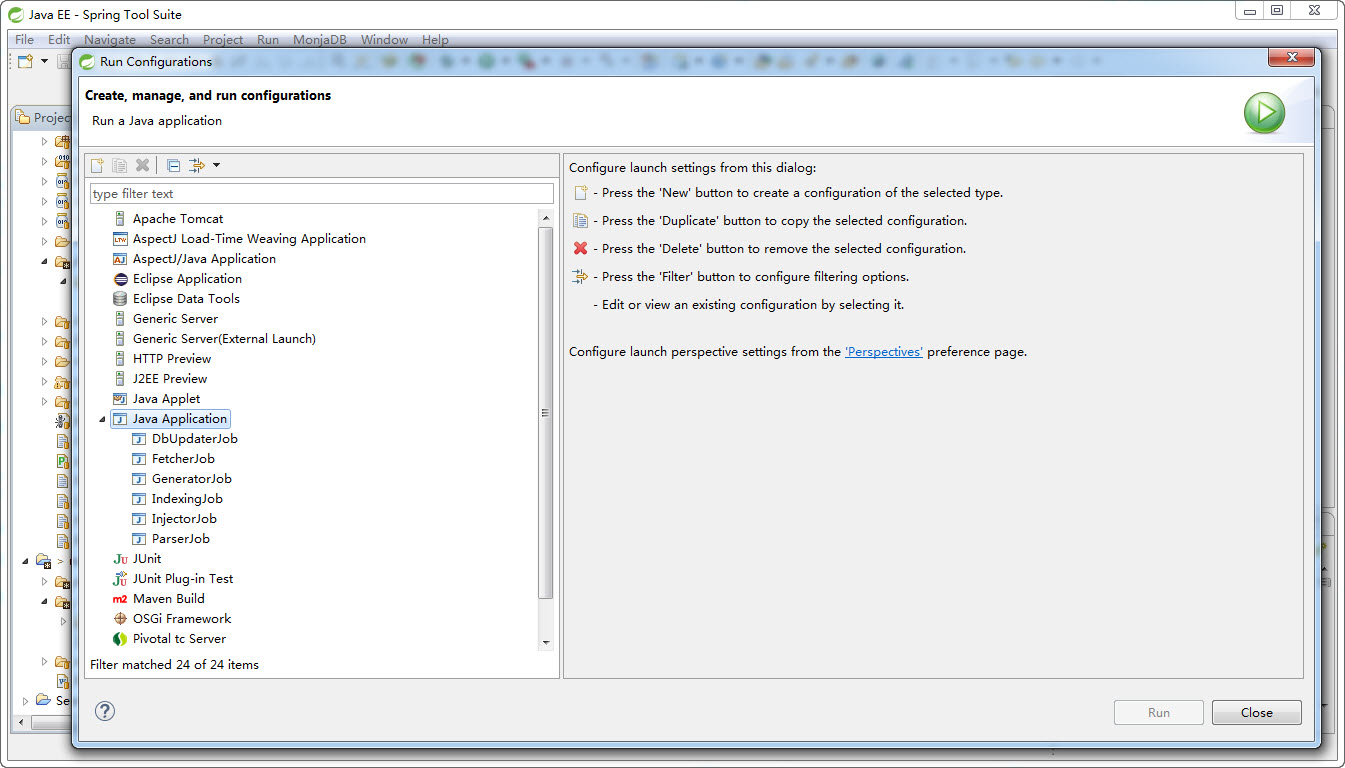 Java EE - Spring Tool Suite
File Edit Navigate Search Project Run MonjaDB Window Help
Run Configurations
Create, manage, and run configurations
Run a Java application
Projec
type filter text
Apache Tomcat
AspectJ Load-Time Weaving Application
AspectJ/Java Application
Eclipse Application
Eclipse Data Tools
Generic Server
Generic Server(External Launch)
HTTP Preview
J2EE Preview
Java Applet
Java Application
DbUpdaterJob
FetcherJob
GeneratorJob
IndexingJob
InjectorJob
ParserJob
JUnit
JUnit Plug-in Test
Maven Build
OSGi Framework
Pivotal tc Server
Filter matched 24 of 24 items
Configure launch settings from this dialog:
- Press the 'New' button to create a configuration of the selected type.
- Press the 'Duplicate' button to copy the selected configuration.
- Press the 'Delete' button to remove the selected configuration.
- Press the 'Filter' button to configure filtering options.
- Edit or view an existing configuration by selecting it.
Configure launch perspective settings from the 'Perspectives' preference page.
>
Se
Run Close